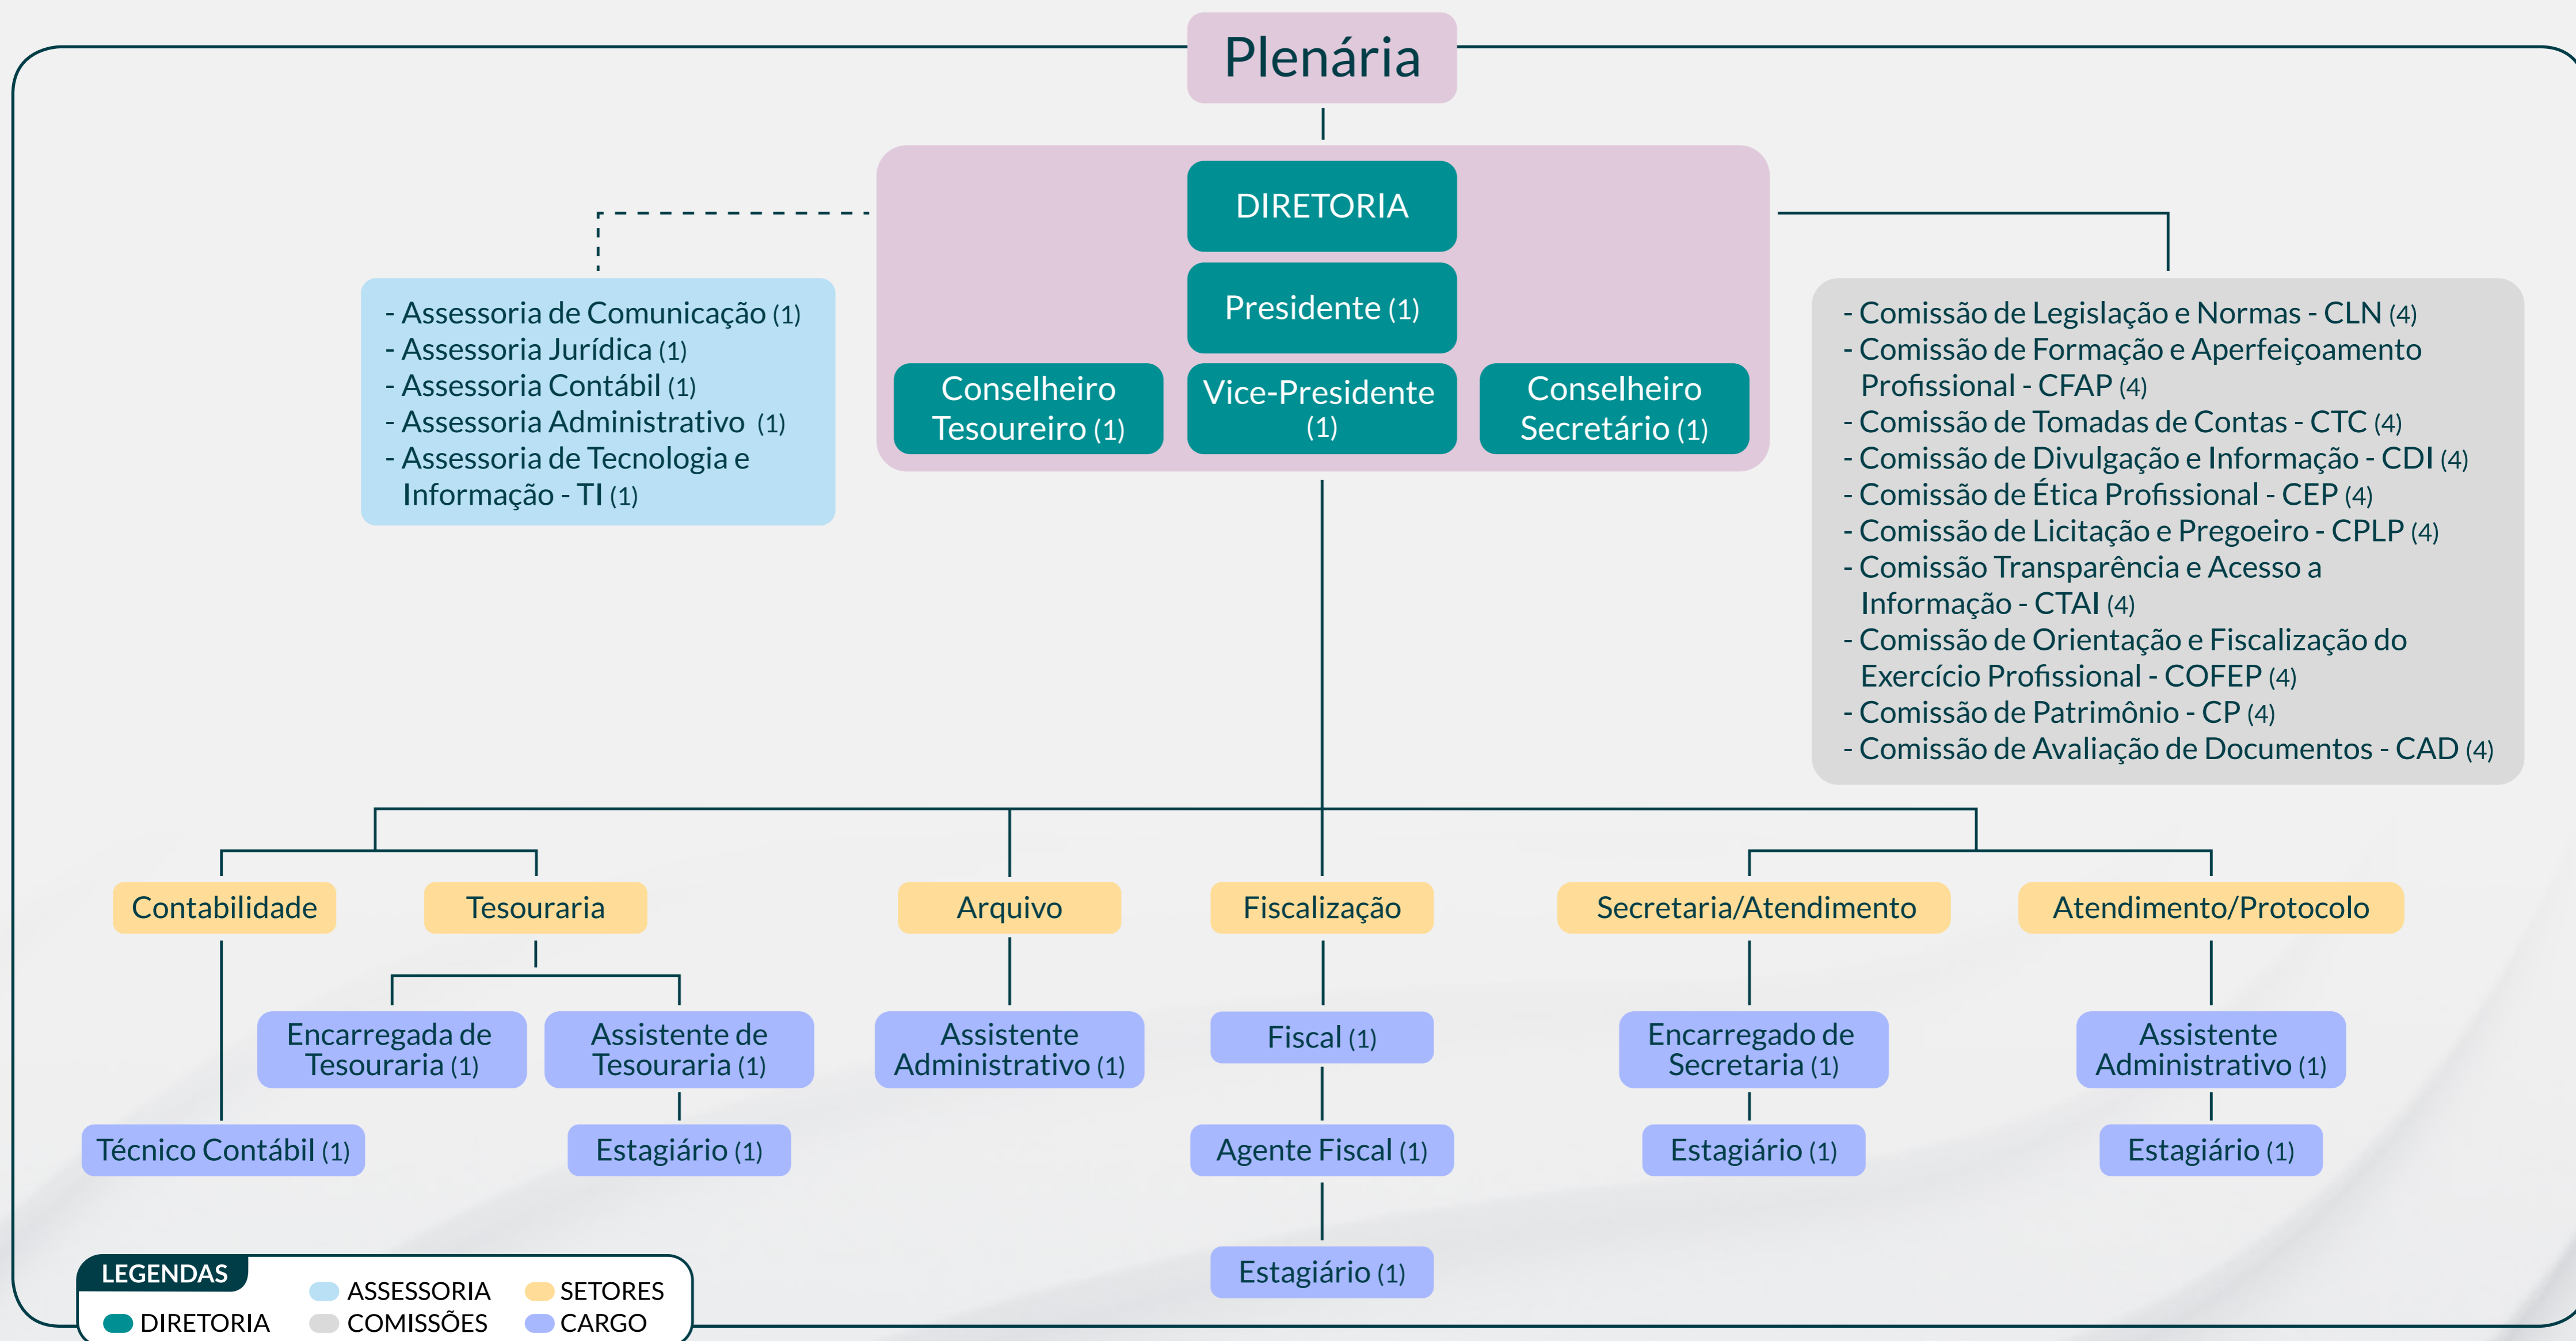 Plenária
DIRETORIA
Presidente (1)
Conselheiro
Tesoureiro (1)
Vice-Presidente
(1)
Conselheiro
Secretário (1)
- Assessoria de Comunicação (1)
- Assessoria Jurídica (1)
- Assessoria Contábil (1)
- Assessoria Administrativo (1)
- Assessoria de Tecnologia e
Informação - TI (1)
- Comissão de Legislação e Normas - CLN (4)
- Comissão de Formação e Aperfeiçoamento
Profissional - CFAP (4)
- Comissão de Tomadas de Contas - CTC (4)
- Comissão de Divulgação e Informação - CDI (4)
- Comissão de Ética Profissional - CEP (4)
- Comissão de Licitação e Pregoeiro - CPLP (4)
- Comissão Transparência e Acesso a
Informação - CTAI (4)
- Comissão de Orientação e Fiscalização do
Exercício Profissional - COFEP (4)
- Comissão de Patrimônio - CP (4)
- Comissão de Avaliação de Documentos - CAD (4)
Contabilidade
Tesouraria
Arquivo
Fiscalização
Secretaria/Atendimento
Atendimento/Protocolo
Encarregada de
Tesouraria (1)
Assistente de
Tesouraria (1)
Assistente
Administrativo (1)
Fiscal (1)
Encarregado de
Secretaria (1)
Assistente
Administrativo (1)
Técnico Contábil (1)
Estagiário (1)
Agente Fiscal (1)
Estagiário (1)
Estagiário (1)
Estagiário (1)
LEGENDAS
ASSESSORIA
SETORES
DIRETORIA
COMISSÕES
CARGO